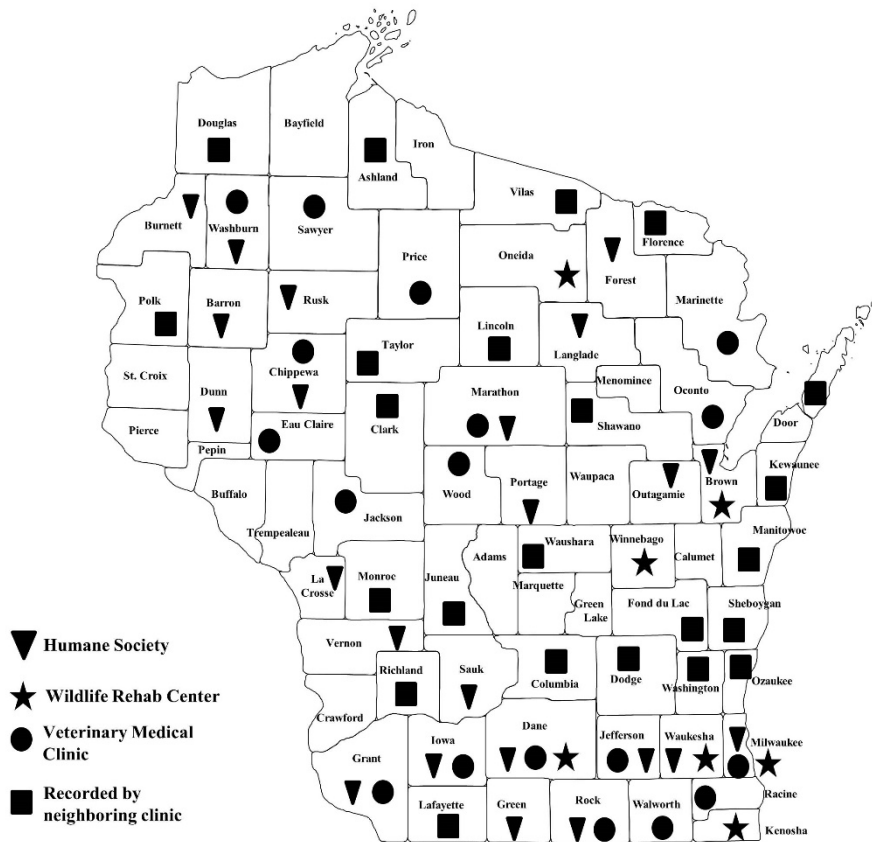 Douglas
Bayfield
Iron
Ashland
Vilas
Burnett
Washburn
Sawyer
Florence
Oneida
Price
Forest
Marinette
Polk
Barron
Rusk
Lincoln
Taylor
Langlade
St. Croix
Chippewa
Menominee
Dunn
Marathon
Oconto
Eau Claire
Clark
Shawano
Door
Pierce
Pepin
Kewaunee
Buffalo
Wood
Portage
Waupaca
Outagamie
Brown
Jackson
Trempealeau
Waushara
Winnebago
Manitowoc
Adams
Calumet
La
Crosse
Monroc
Juneau
Marquette
Green
Lake
Fond du Lac
Sheboygan
Humane Society
Vernon
Richland
Sauk
Columbia
Dodge
Washington
Ozaukee
Wildlife Rehab Center
Crawford
Veterinary Medical
Clinic
Grant
Iowa
Dane
Jefferson
Waukesha
Milwaukee
Recorded by
neighboring clinic
Lafayette
Green
Rock
Walworth
Racine
Kenosha